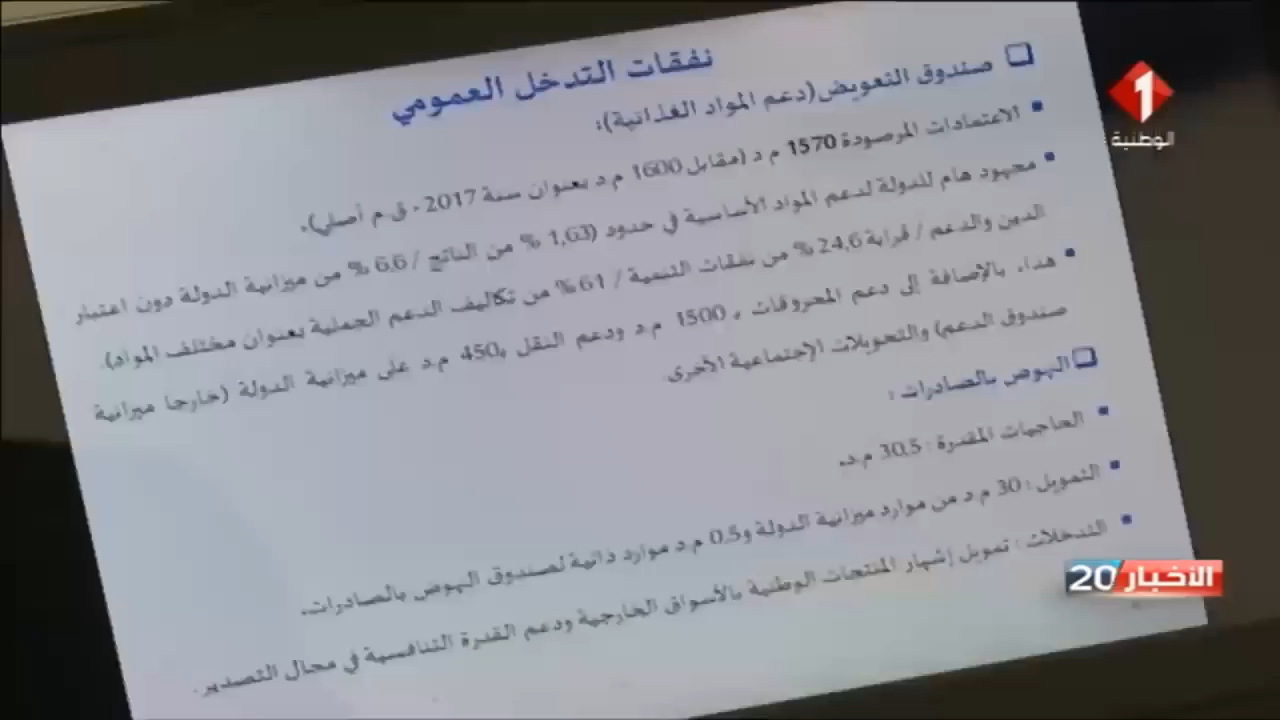 نفقات التدخل العمومي
❑ صندوق التعويض (دعم المواد الغذائية):
▪ الاعتمادات المرصودة 1570 م د (مقابل 1600 م.د بعنوان سنة 2017 - ق م أصلي).
▪ مجهود هام للدولة لدعم المواد الأساسية في حدود (1,63 % من الناتج / 6,6 % من ميزانية الدولة دون اعتبار
الدين والدعم / قرابة 24,6 % من نفقات التنمية / 61 % من تكاليف الدعم الجملية بعنوان مختلف المواد).
▪ هذا، بالإضافة إلى دعم المحروقات بـ 1500 م.د ودعم النقل بـ 450 م.د على ميزانية الدولة (خارجا ميزانية
صندوق الدعم) والتحويلات الإجتماعية الأخرى.
❑ النهوض بالصادرات :
▪ الحاجيات المقدرة : 30,5 م.د.
▪ التمويل : 30 م د من موارد ميزانية الدولة و0,5 م.د موارد ذاتية لصندوق النهوض بالصادرات.
▪ التدخلات : تمويل إشهار المنتجات الوطنية بالأسواق الخارجية ودعم القدرة التنافسية في مجال التصدير.
1
الوطنية
الأخبار 20